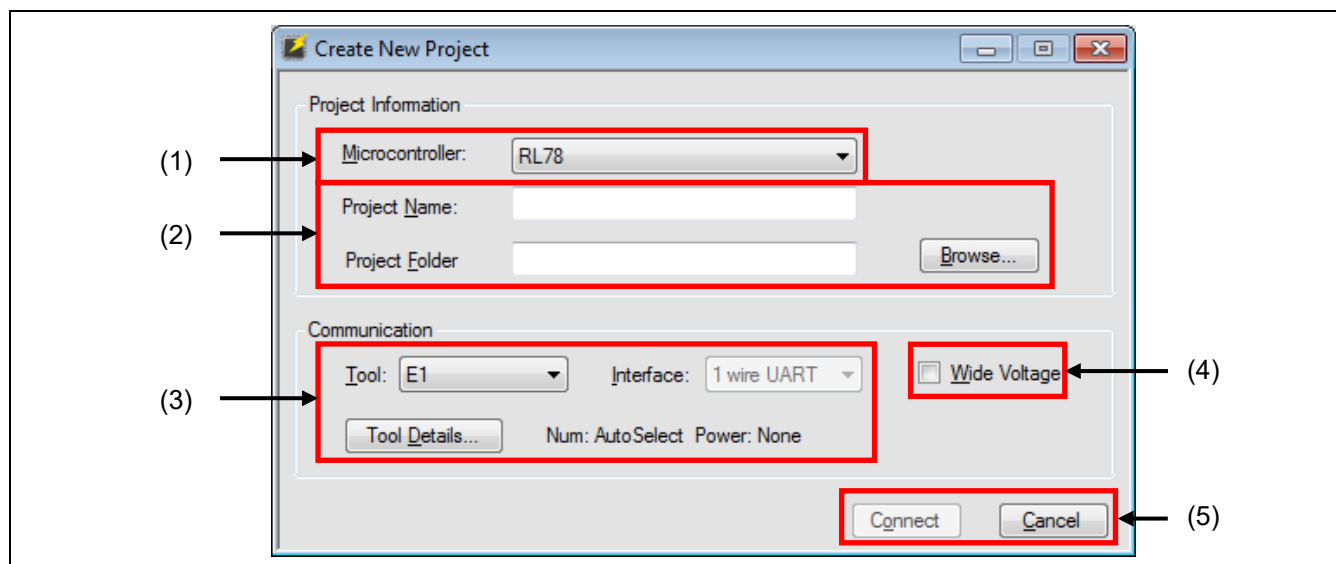 Create New Project
Project Information
(1) Microcontroller: RL78
Project Name:
(2)
Project Folder Browse...
Communication
Tool: E1 Interface: 1 wire UART Wide Voltage (4)
(3)
Tool Details... Num: AutoSelect Power: None
Connect Cancel (5)